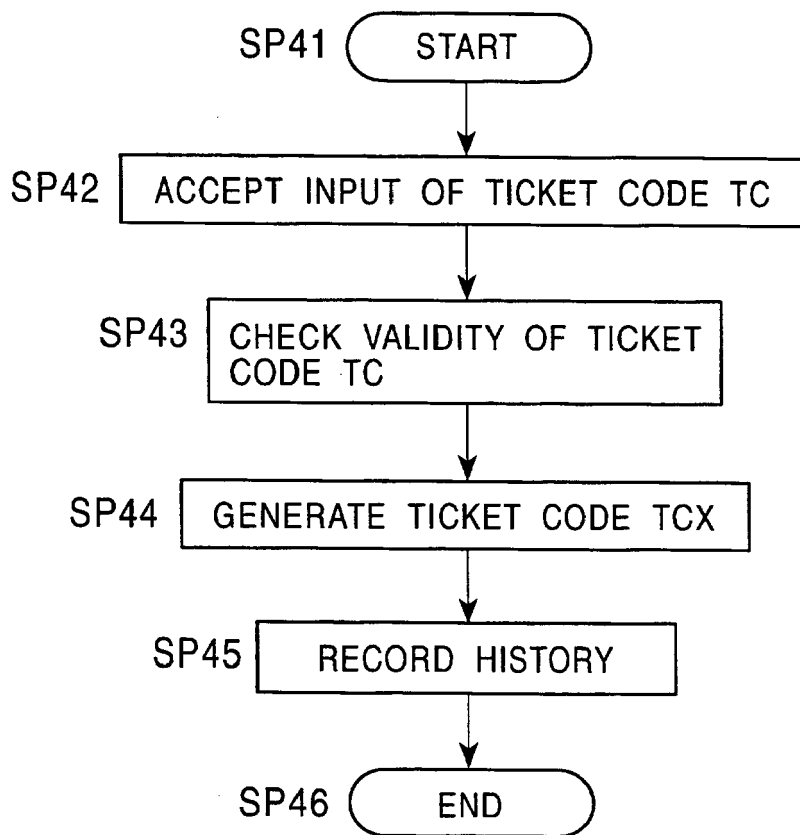 SP41 START
SP42 ACCEPT INPUT OF TICKET CODE TC
SP43 CHECK VALIDITY OF TICKET
CODE TC
SP44 GENERATE TICKET CODE TCX
SP45 RECORD HISTORY
SP46 END